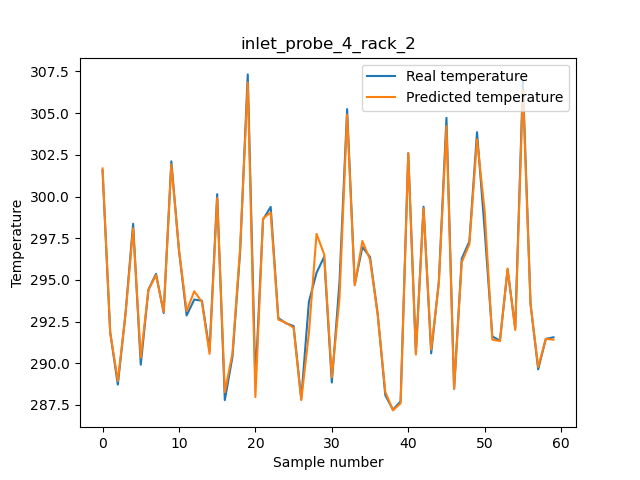 inlet_probe_4_rack_2
Real temperature
Predicted temperature
Temperature
307.5
305.0
302.5
300.0
297.5
295.0
292.5
290.0
287.5
0 10 20 30 40 50 60
Sample number